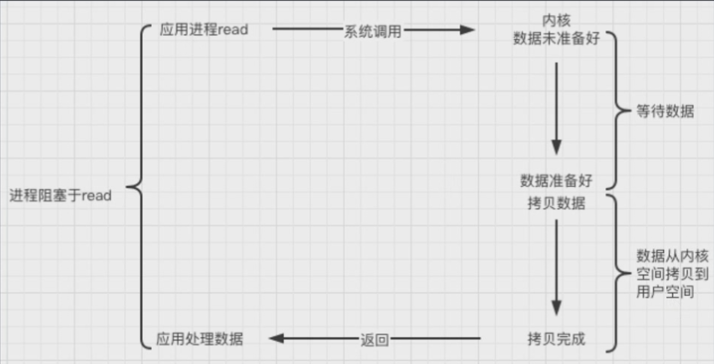 应用进程read
系统调用
内核
数据未准备好
等待数据
数据准备好
拷贝数据
进程阻塞于read
数据从内核
空间拷贝到
用户空间
应用处理数据
返回
拷贝完成